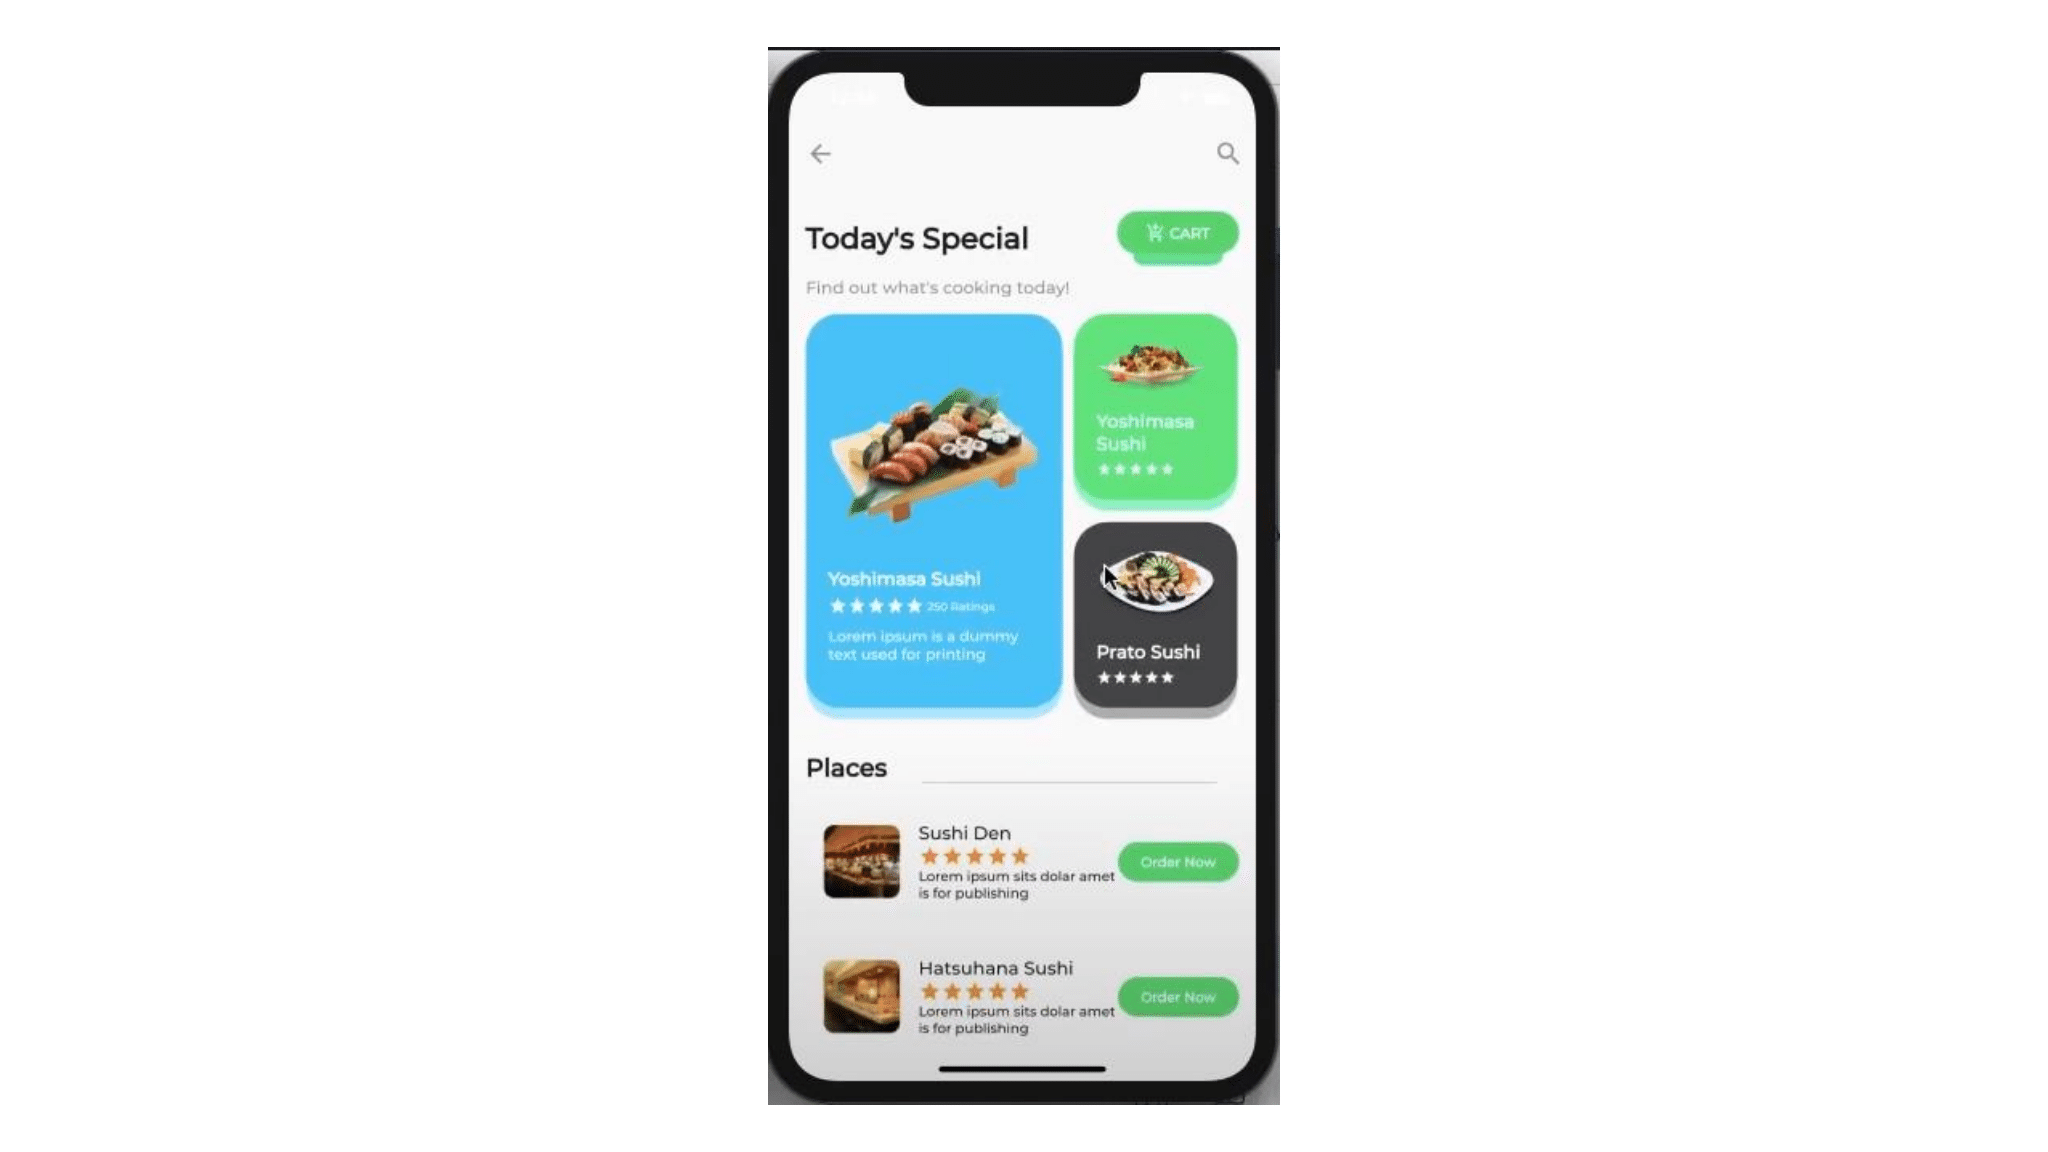 Today's Special
CART
Find out what's cooking today!
Yoshimasa Sushi
250 Ratings
Lorem ipsum is a dummy
text used for printing
Yoshimasa
Sushi
Prato Sushi
Places
Sushi Den
Lorem ipsum sits dolar amet
is for publishing
Order Now
Hatsuhana Sushi
Lorem ipsum sits dolar amet
is for publishing
Order Now